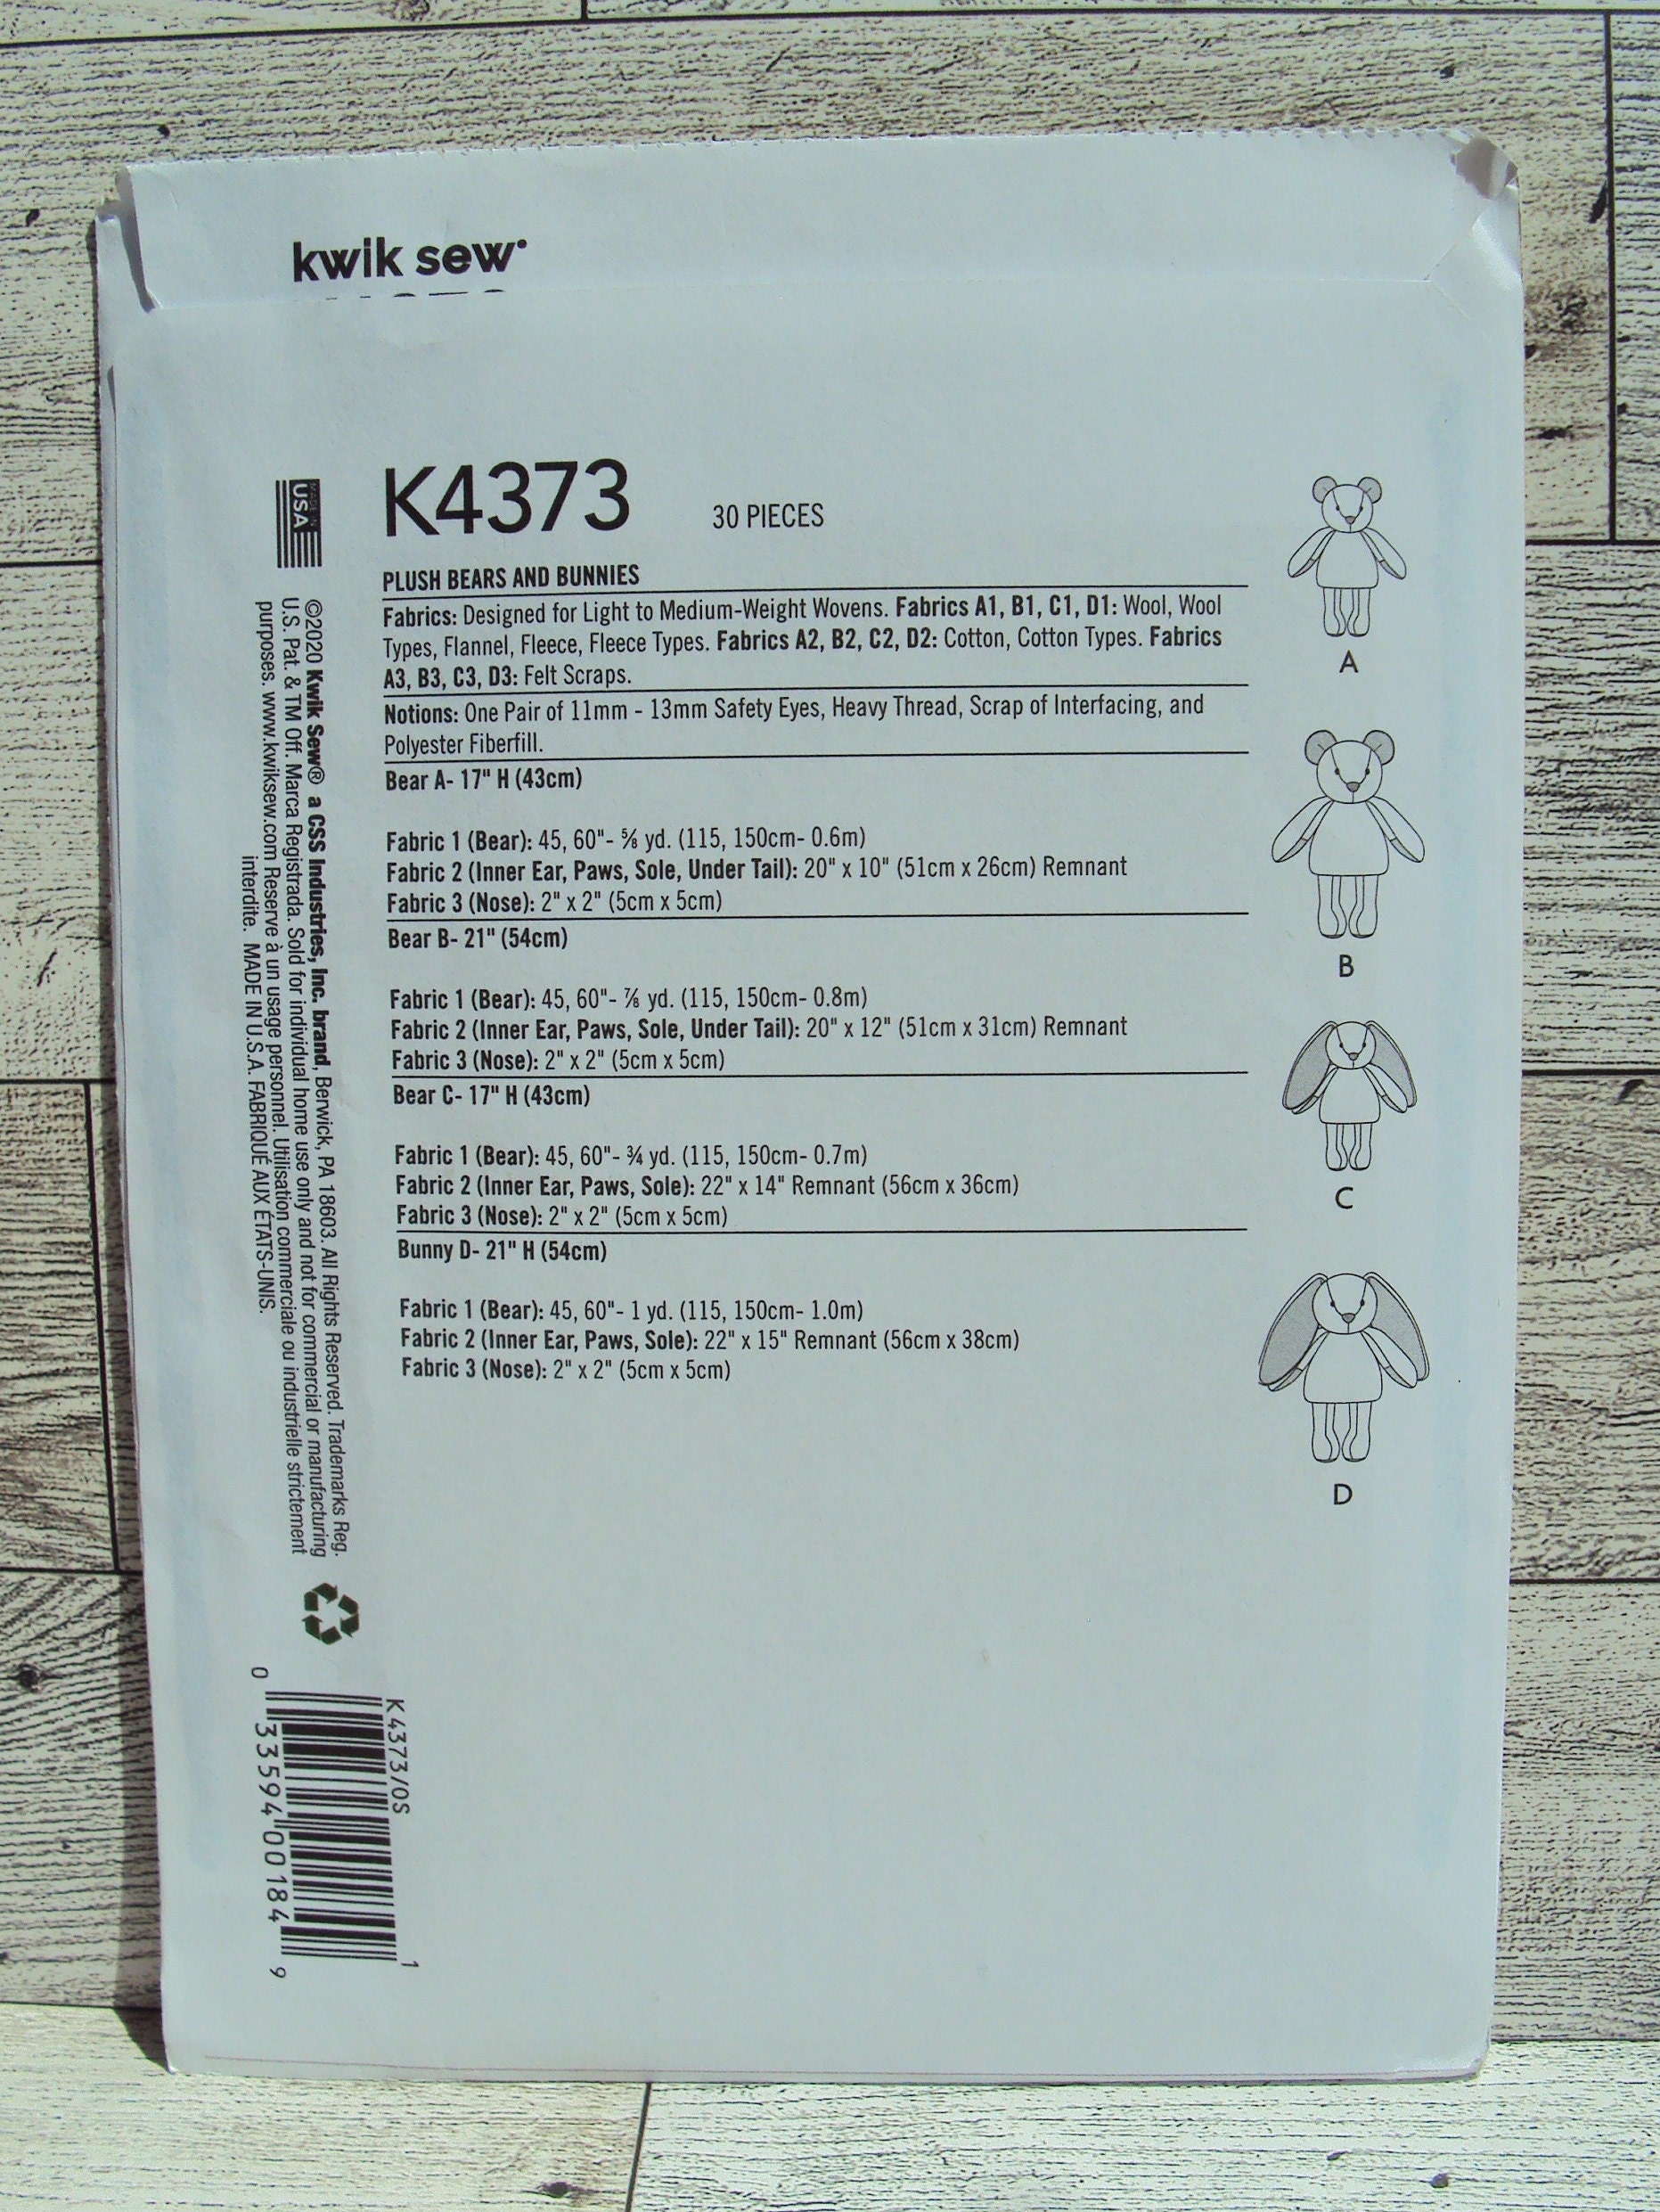 kwik sew®
K4373 30 PIECES
PLUSH BEARS AND BUNNIES
Fabrics: Designed for Light to Medium-Weight Wovens. Fabrics A1, B1, C1, D1: Wool, Wool
Types, Flannel, Fleece, Fleece Types. Fabrics A2, B2, C2, D2: Cotton, Cotton Types. Fabrics
A3, B3, C3, D3: Felt Scraps.
Notions: One Pair of 11mm - 13mm Safety Eyes, Heavy Thread, Scrap of Interfacing, and
Polyester Fiberfill.
Bear A- 17" H (43cm)
Fabric 1 (Bear): 45, 60"- ⅝ yd. (115, 150cm- 0.6m)
Fabric 2 (Inner Ear, Paws, Sole, Under Tail): 20" x 10" (51cm x 26cm) Remnant
Fabric 3 (Nose): 2" x 2" (5cm x 5cm)
Bear B- 21" (54cm)
Fabric 1 (Bear): 45, 60"- ⅞ yd. (115, 150cm- 0.8m)
Fabric 2 (Inner Ear, Paws, Sole, Under Tail): 20" x 12" (51cm x 31cm) Remnant
Fabric 3 (Nose): 2" x 2" (5cm x 5cm)
Bear C- 17" H (43cm)
Fabric 1 (Bear): 45, 60"- ¾ yd. (115, 150cm- 0.7m)
Fabric 2 (Inner Ear, Paws, Sole): 22" x 14" Remnant (56cm x 36cm)
Fabric 3 (Nose): 2" x 2" (5cm x 5cm)
Bunny D- 21" H (54cm)
Fabric 1 (Bear): 45, 60"- 1 yd. (115, 150cm- 1.0m)
Fabric 2 (Inner Ear, Paws, Sole): 22" x 15" Remnant (56cm x 38cm)
Fabric 3 (Nose): 2" x 2" (5cm x 5cm)
A
B
C
D
MADE IN
USA
©2020 Kwik Sew® a CSS Industries, Inc. brand, Berwick, PA 18603. All Rights Reserved. Trademarks Reg.
U.S. Pat. & TM Off. Marca Registrada. Sold for individual home use only and not for commercial or manufacturing
purposes. www.kwiksew.com Reserve à un usage personnel. Utilisation commerciale ou industrielle strictement
interdite. MADE IN U.S.A. FABRIQUÉ AUX ÉTATS-UNIS.
K4373/OS
1
0 33594 00184 9